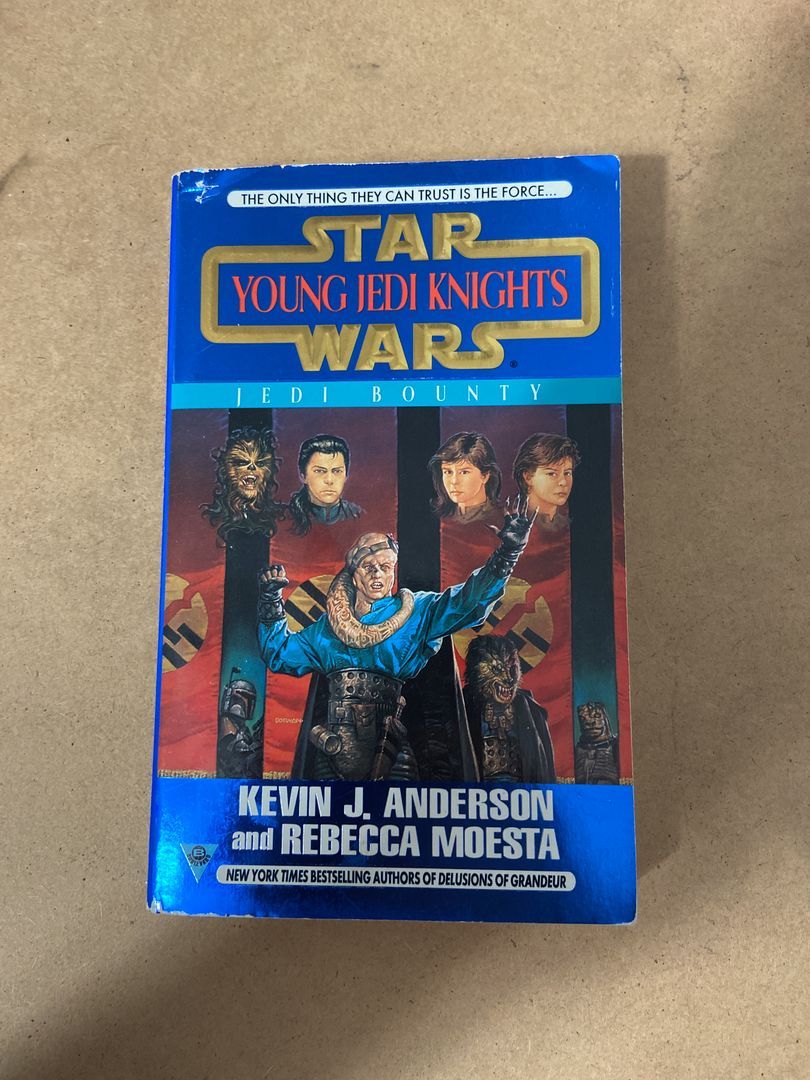 THE ONLY THING THEY CAN TRUST IS THE FORCE...
STAR
YOUNG JEDI KNIGHTS
WARS®
JEDI BOUNTY
KEVIN J. ANDERSON
and REBECCA MOESTA
B
BOULEVARD
NEW YORK TIMES BESTSELLING AUTHORS OF DELUSIONS OF GRANDEUR